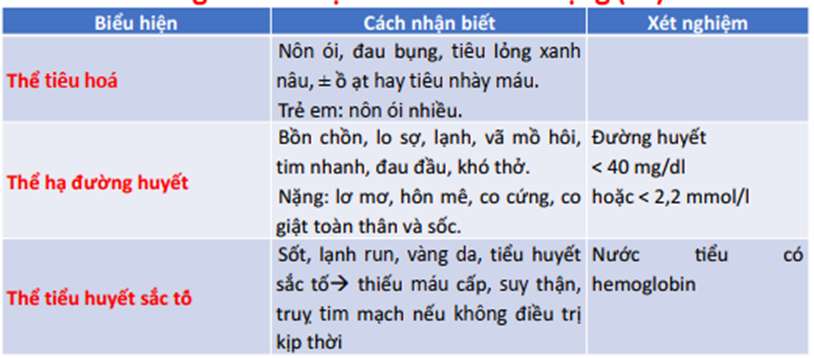 Biểu hiện Cách nhận biết Xét nghiệm
Thể tiêu hoá
Nôn ói, đau bụng, tiêu lỏng xanh
nâu, ± ồ ạt hay tiêu nhày máu.
Trẻ em: nôn ói nhiều.
Thể hạ đường huyết
Bồn chồn, lo sợ, lạnh, vã mồ hôi,
tim nhanh, đau đầu, khó thở.
Nặng: lơ mơ, hôn mê, co cứng, co
giật toàn thân và sốc.
Đường huyết
< 40 mg/dl
hoặc < 2,2 mmol/l
Thể tiểu huyết sắc tố
Sốt, lạnh run, vàng da, tiểu huyết
sắc tố→ thiếu máu cấp, suy thận,
truỵ tim mạch nếu không điều trị
kịp thời
Nước tiểu có
hemoglobin